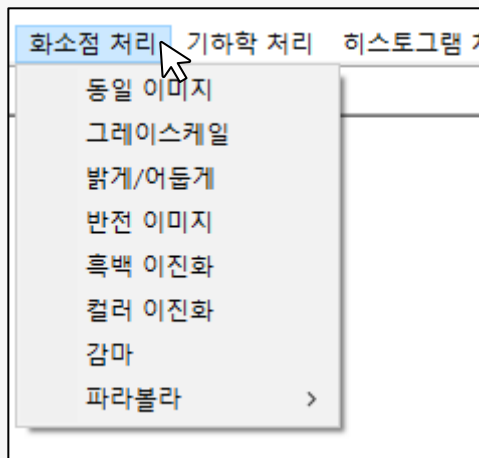 화소점 처리 기하학 처리 히스토그램
동일 이미지
그레이스케일
밝게/어둡게
반전 이미지
흑백 이진화
컬러 이진화
감마
파라볼라 >